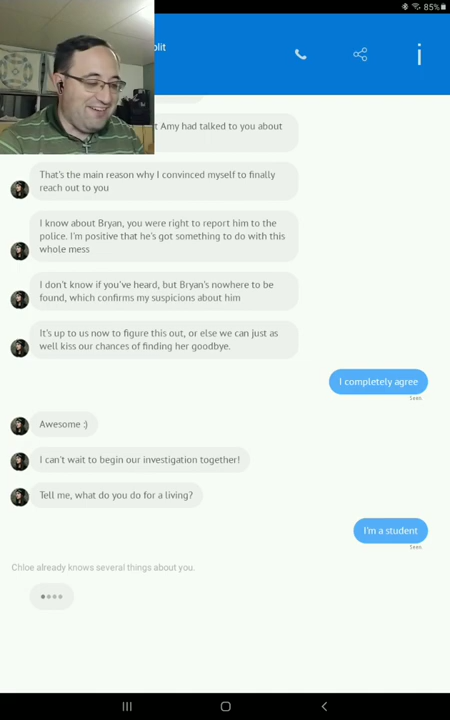 85%
plit
Amy had talked to you about
That's the main reason why I convinced myself to finally
reach out to you
I know about Bryan, you were right to report him to the
police. I'm positive that he's got something to do with this
whole mess
I don't know if you've heard, but Bryan's nowhere to be
found, which confirms my suspicions about him
It's up to us now to figure this out, or else we can just as
well kiss our chances of finding her goodbye.
I completely agree
Seen
Awesome :)
I can't wait to begin our investigation together!
Tell me, what do you do for a living?
I'm a student
Seen
Chloe already knows several things about you.